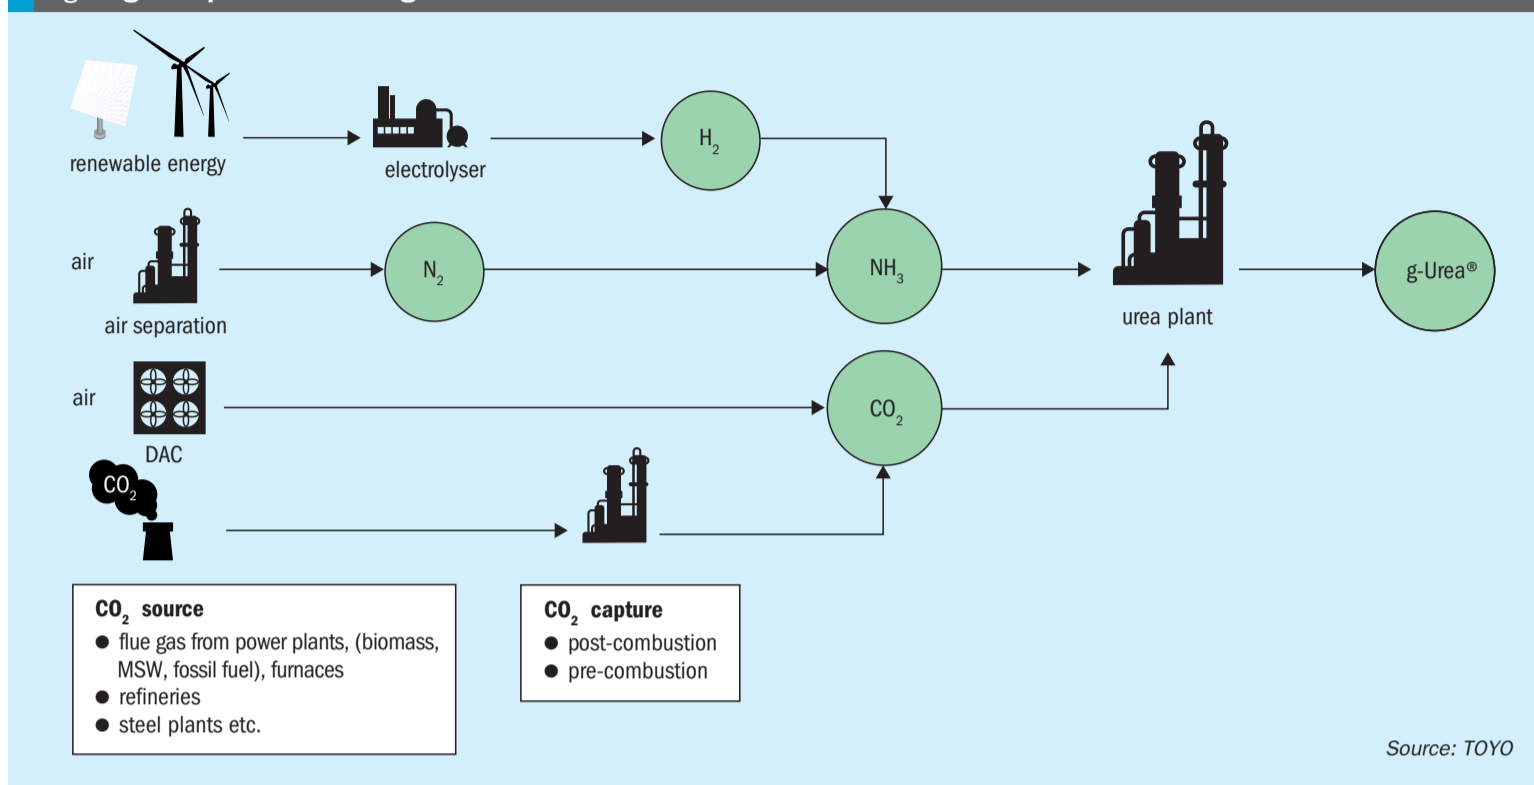 renewable energy
electrolyser
H₂
air
air separation
N₂
NH₃
urea plant
g-Urea®
air
DAC
CO₂
CO₂
CO₂ source
● flue gas from power plants, (biomass,
MSW, fossil fuel), furnaces
● refineries
● steel plants etc.
CO₂ capture
● post-combustion
● pre-combustion
Source: TOYO